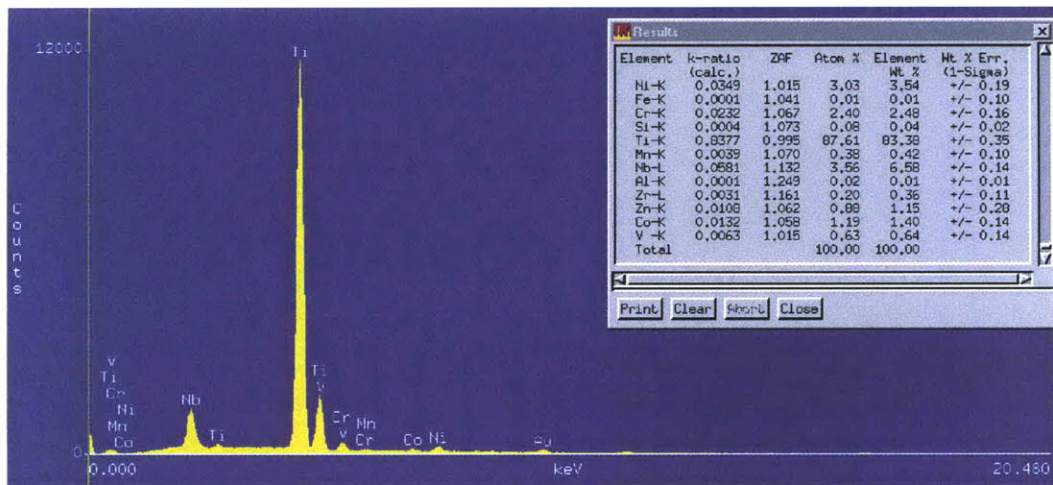 Results
Element k-ratio ZAF Atom % Element Wt % Err.
(calc.) Wt % (1-Sigma)
Ni-K 0.0349 1.015 3.03 3.54 +/- 0.19
Fe-K 0.0001 1.041 0.01 0.01 +/- 0.10
Cr-K 0.0232 1.067 2.40 2.48 +/- 0.16
Si-K 0.0004 1.073 0.08 0.04 +/- 0.02
Ti-K 0.8377 0.995 87.61 83.38 +/- 0.35
Mn-K 0.0039 1.070 0.38 0.42 +/- 0.10
Nb-L 0.0581 1.132 3.56 6.58 +/- 0.14
Al-K 0.0001 1.249 0.02 0.01 +/- 0.01
Zr-L 0.0031 1.161 0.20 0.36 +/- 0.11
Zn-K 0.0108 1.062 0.88 1.15 +/- 0.28
Co-K 0.0132 1.058 1.19 1.40 +/- 0.14
V -K 0.0063 1.015 0.63 0.64 +/- 0.14
Total 100.00 100.00
Print Clear Abort Close
12000
Counts
Ti
V
Ti
Cr
Ni
Mn
Co
Nb
Ti
Ti
V
Cr
V
Mn
Cr
Co
Ni
Au
0
0.000 keV 20.480